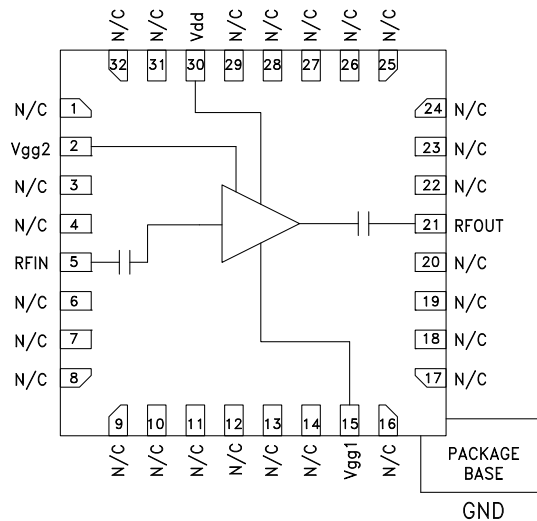 N/C N/C Vdd N/C N/C N/C N/C N/C
32 31 30 29 28 27 26 25
N/C 1
Vgg2 2
N/C 3
N/C 4
RFIN 5
N/C 6
N/C 7
N/C 8
24 N/C
23 N/C
22 N/C
21 RFOUT
20 N/C
19 N/C
18 N/C
17 N/C
9 10 11 12 13 14 15 16
N/C N/C N/C N/C N/C N/C Vgg1 N/C
PACKAGE
BASE
GND